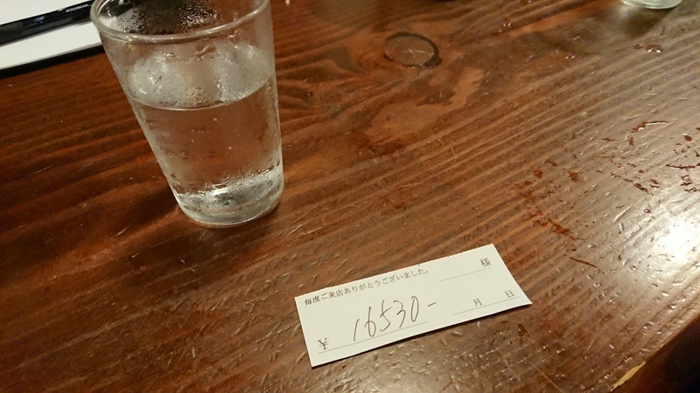 様
毎度ご来店ありがとうございました。
月 日
¥ 16530-